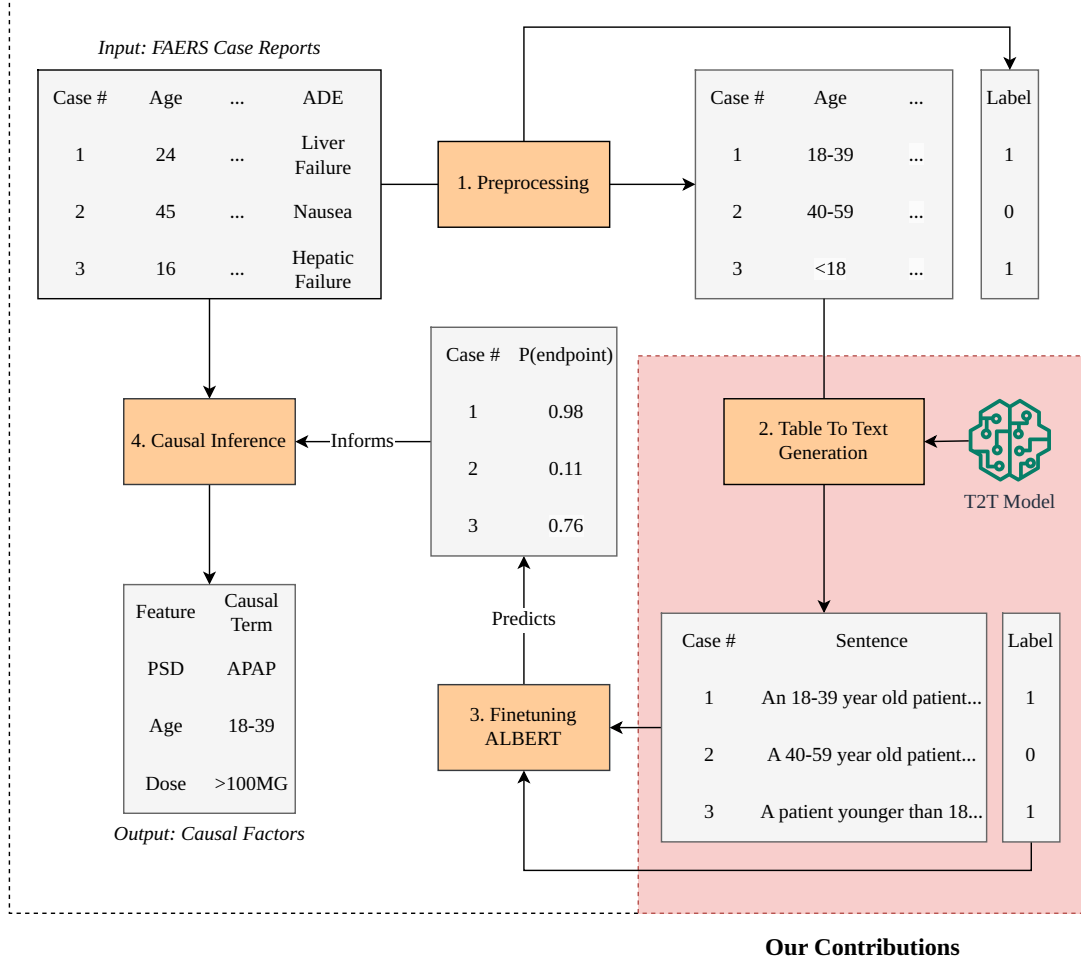 Input: FAERS Case Reports
Case # Age ... ADE
1 24 ... Liver Failure
2 45 ... Nausea
3 16 ... Hepatic Failure
1. Preprocessing
Case # Age ...
1 18-39 ...
2 40-59 ...
3 <18 ...
Label
1
0
1
2. Table To Text
Generation
T2T Model
Case # Sentence
1 An 18-39 year old patient...
2 A 40-59 year old patient...
3 A patient younger than 18...
Label
1
0
1
3. Finetuning
ALBERT
Predicts
Case # P(endpoint)
1 0.98
2 0.11
3 0.76
Informs
4. Causal Inference
Feature Causal Term
PSD APAP
Age 18-39
Dose >100MG
Output: Causal Factors
Our Contributions